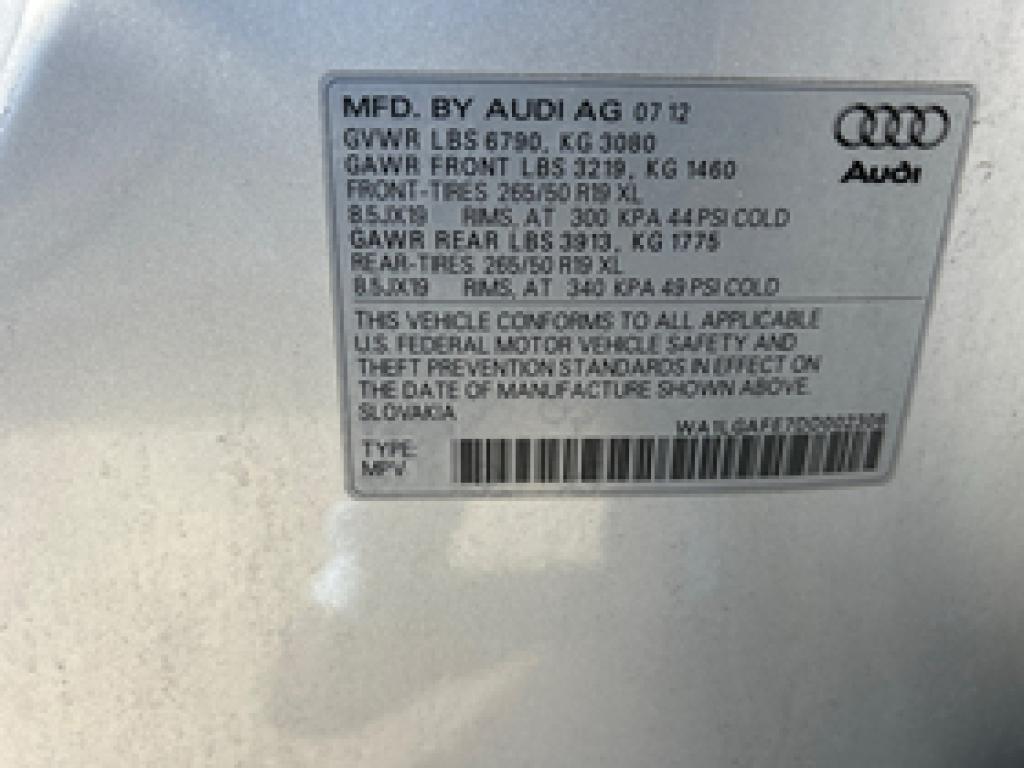 MFD. BY AUDI AG 07 12
GVWR LBS 6790, KG 3080
GAWR FRONT LBS 3219, KG 1460
FRONT-TIRES 265/50 R19 XL
8.5JX19 RIMS, AT 300 KPA 44 PSI COLD
GAWR REAR LBS 3913, KG 1775
REAR-TIRES 265/50 R19 XL
8.5JX19 RIMS, AT 340 KPA 49 PSI COLD
Audi
THIS VEHICLE CONFORMS TO ALL APPLICABLE
U.S. FEDERAL MOTOR VEHICLE SAFETY AND
THEFT PREVENTION STANDARDS IN EFFECT ON
THE DATE OF MANUFACTURE SHOWN ABOVE.
SLOVAKIA
TYPE:
MPV